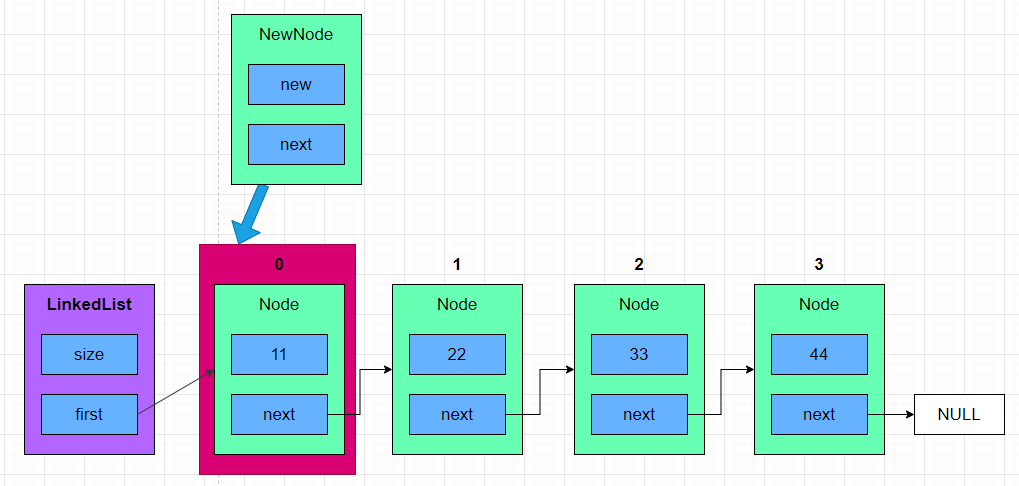 NewNode
new
next
0
1
2
3
LinkedList
Node
Node
Node
Node
size
11
22
33
44
first
next
next
next
next
NULL